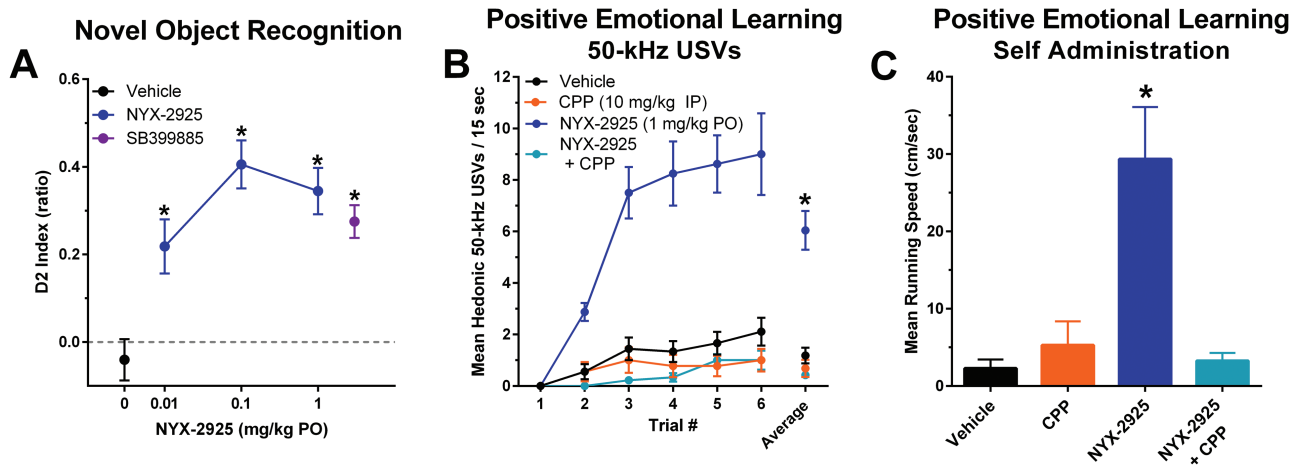 A
Novel Object Recognition
Vehicle
NYX-2925
SB399885
D2 Index (ratio)
0.6
0.4
0.2
0.0
*
*
*
*
0
0.01
0.1
1
NYX-2925 (mg/kg PO)
B
Positive Emotional Learning
50-kHz USVs
Vehicle
CPP (10 mg/kg IP)
NYX-2925 (1 mg/kg PO)
NYX-2925
+ CPP
Mean Hedonic 50-kHz USVs / 15 sec
12
10
8
6
4
2
0
*
1
2
3
4
5
6
Average
Trial #
C
Positive Emotional Learning
Self Administration
Mean Running Speed (cm/sec)
40
30
20
10
0
*
Vehicle
CPP
NYX-2925
NYX-2925
+ CPP